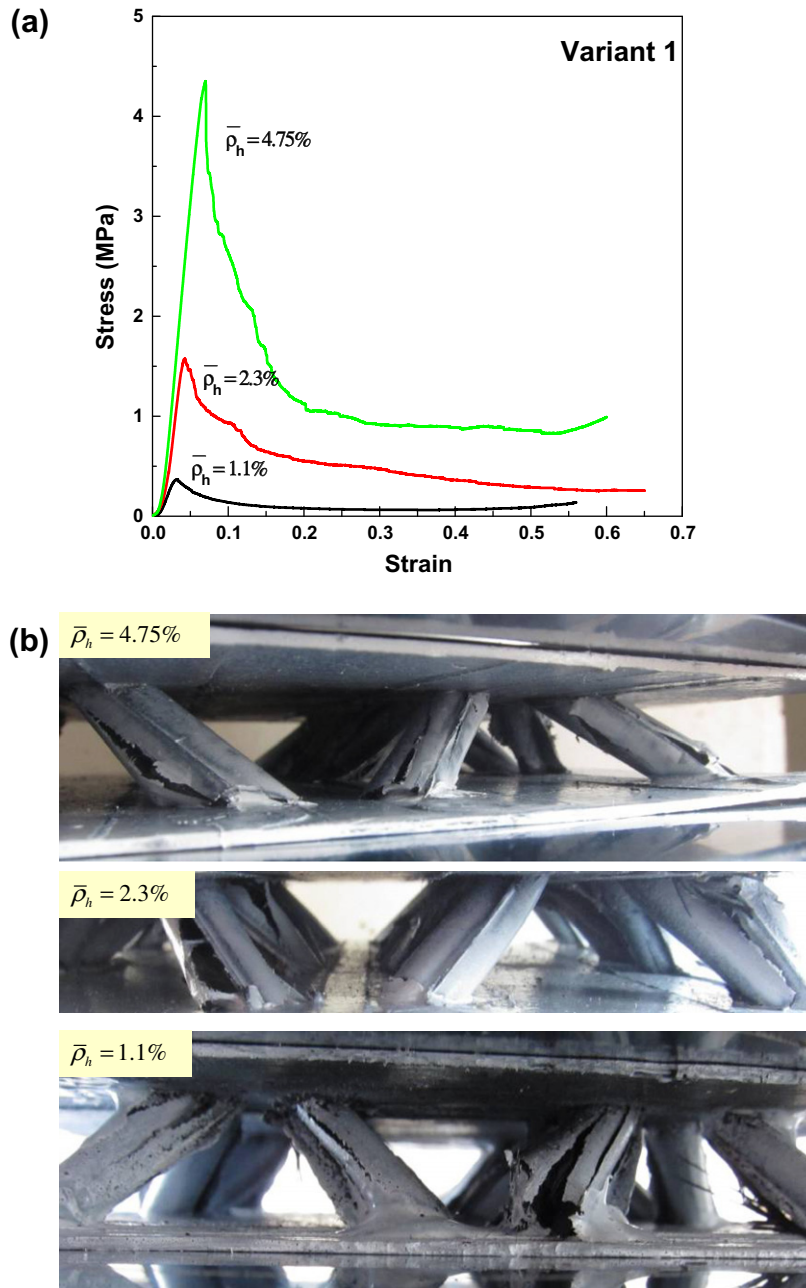 (a)
Variant 1
5
4
3
2
1
0
Stress (MPa)
ρ̅h = 4.75%
ρ̅h = 2.3%
ρ̅h = 1.1%
0.0 0.1 0.2 0.3 0.4 0.5 0.6 0.7
Strain
(b)
ρ̅h = 4.75%
ρ̅h = 2.3%
ρ̅h = 1.1%